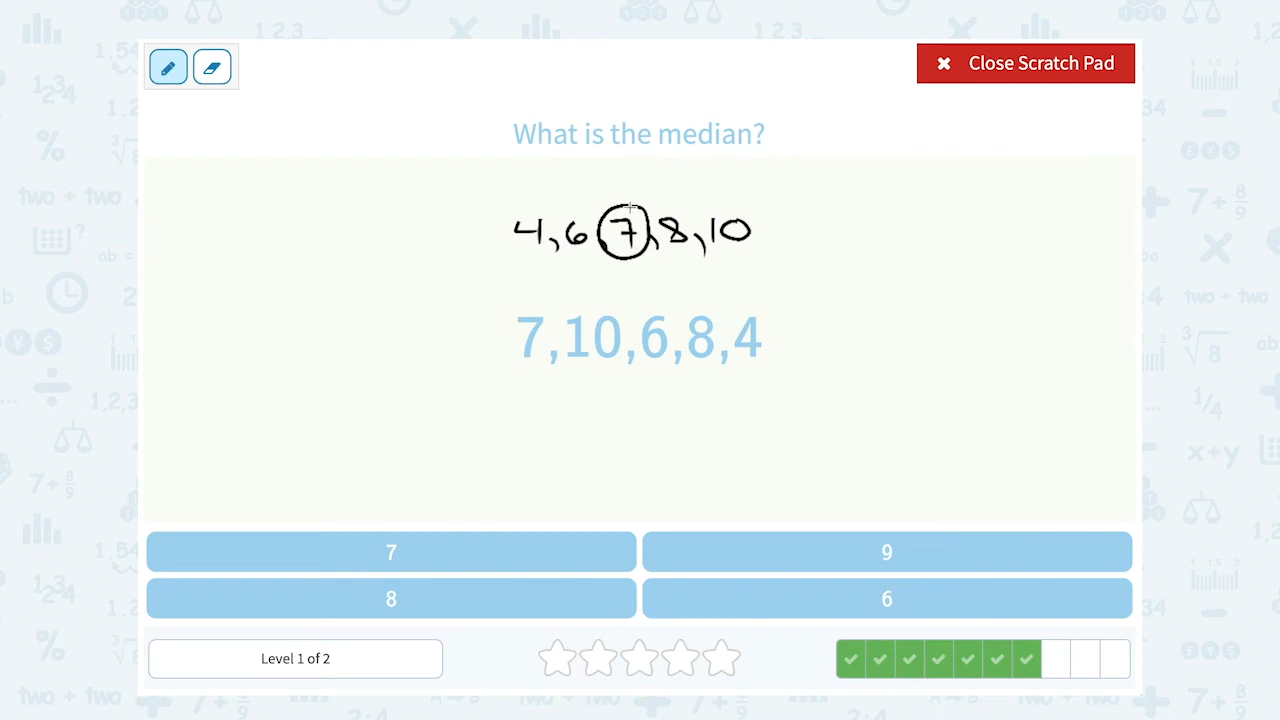 Close Scratch Pad
What is the median?
4,6,7,8,10
7,10,6,8,4
7
9
8
6
Level 1 of 2